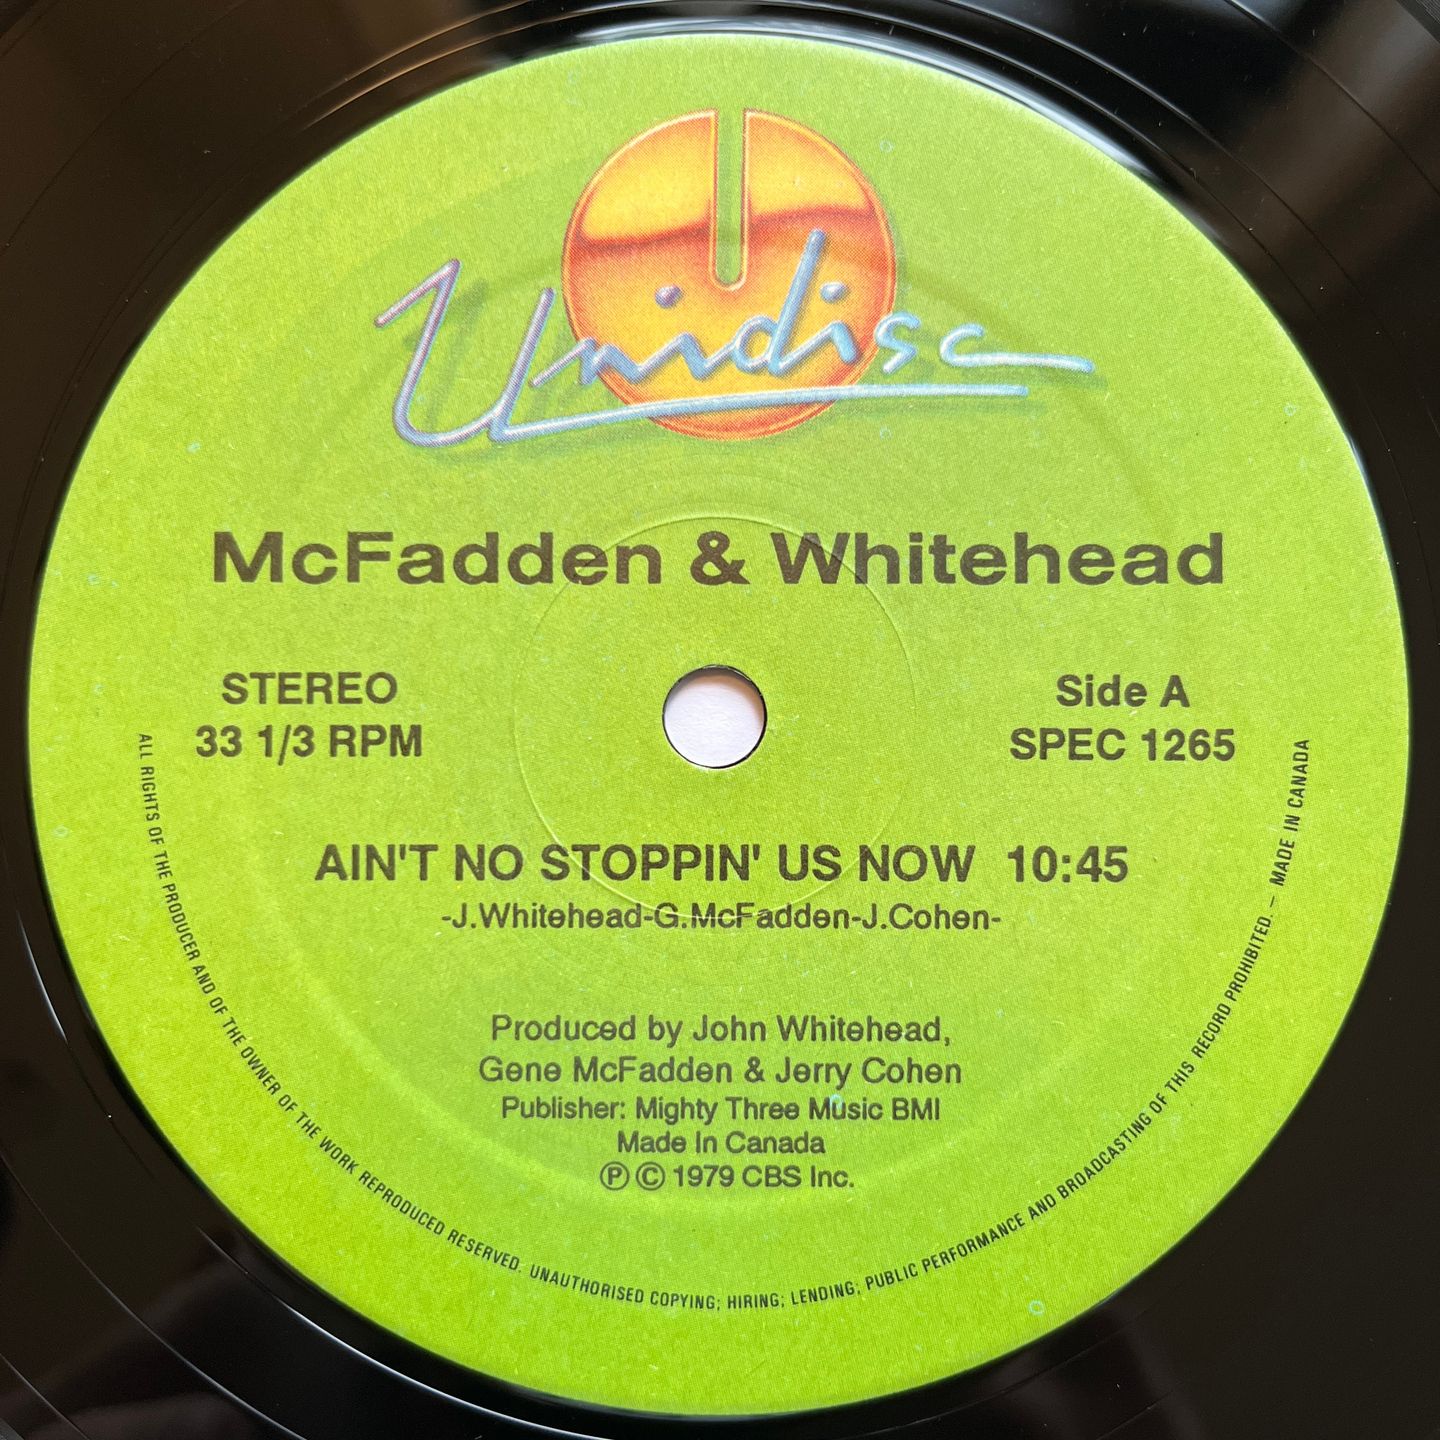 Unidisc
McFadden & Whitehead
STEREO
33 1/3 RPM
Side A
SPEC 1265
AIN'T NO STOPPIN' US NOW 10:45
-J.Whitehead-G.McFadden-J.Cohen-
Produced by John Whitehead,
Gene McFadden & Jerry Cohen
Publisher: Mighty Three Music BMI
Made In Canada
Ⓟ © 1979 CBS Inc.
ALL RIGHTS OF THE PRODUCER AND OF THE OWNER OF THE WORK REPRODUCED RESERVED. UNAUTHORISED COPYING; HIRING; LENDING; PUBLIC PERFORMANCE AND BROADCASTING OF THIS RECORD PROHIBITED. – MADE IN CANADA